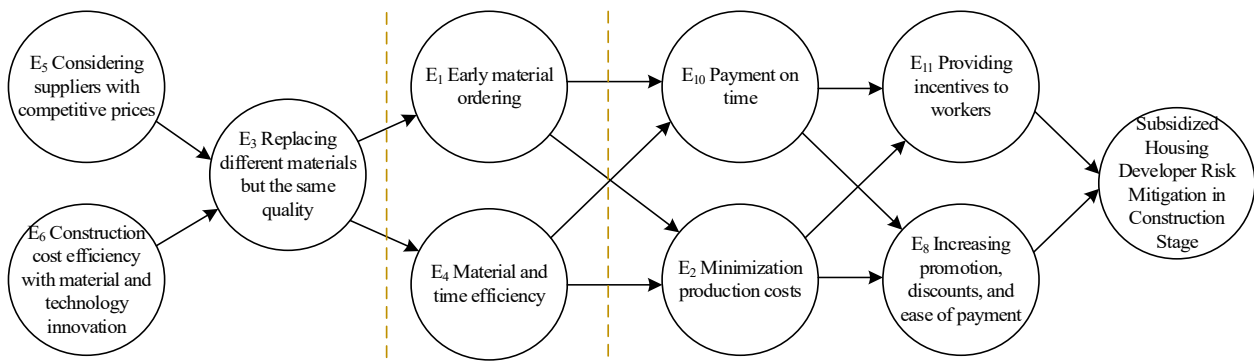 E5 Considering
suppliers with
competitive prices
E6 Construction
cost efficiency
with material and
technology
innovation
E3 Replacing
different materials
but the same
quality
E1 Early material
ordering
E4 Material and
time efficiency
E10 Payment on
time
E2 Minimization
production costs
E11 Providing
incentives to
workers
E8 Increasing
promotion,
discounts, and
ease of payment
Subsidized
Housing
Developer Risk
Mitigation in
Construction
Stage